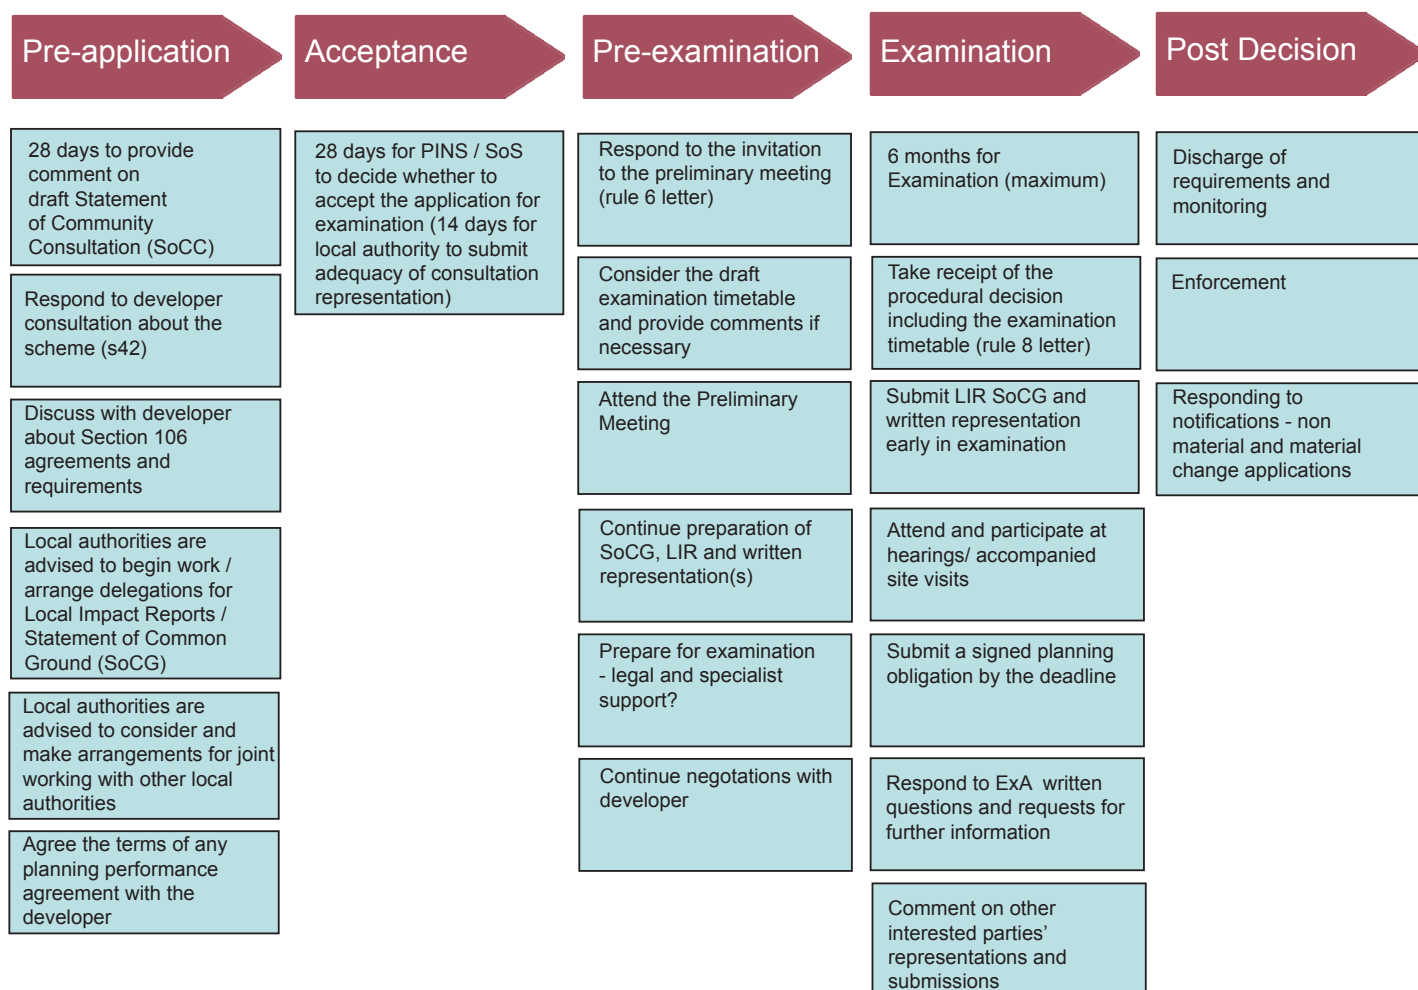 Pre-application
Acceptance
Pre-examination
Examination
Post Decision
28 days to provide
comment on
draft Statement
of Community
Consultation (SoCC)
Respond to developer
consultation about the
scheme (s42)
Discuss with developer
about Section 106
agreements and
requirements
Local authorities are
advised to begin work /
arrange delegations for
Local Impact Reports /
Statement of Common
Ground (SoCG)
Local authorities are
advised to consider and
make arrangements for joint
working with other local
authorities
Agree the terms of any
planning performance
agreement with the
developer
28 days for PINS / SoS
to decide whether to
accept the application for
examination (14 days for
local authority to submit
adequacy of consultation
representation)
Respond to the invitation
to the preliminary meeting
(rule 6 letter)
Consider the draft
examination timetable
and provide comments if
necessary
Attend the Preliminary
Meeting
Continue preparation of
SoCG, LIR and written
representation(s)
Prepare for examination
- legal and specialist
support?
Continue negotations with
developer
6 months for
Examination (maximum)
Take receipt of the
procedural decision
including the examination
timetable (rule 8 letter)
Submit LIR SoCG and
written representation
early in examination
Attend and participate at
hearings/ accompanied
site visits
Submit a signed planning
obligation by the deadline
Respond to ExA  written
questions and requests for
further information
Comment on other
interested parties’
representations and
submissions
Discharge of
requirements and
monitoring
Enforcement
Responding to
notifications - non
material and material
change applications